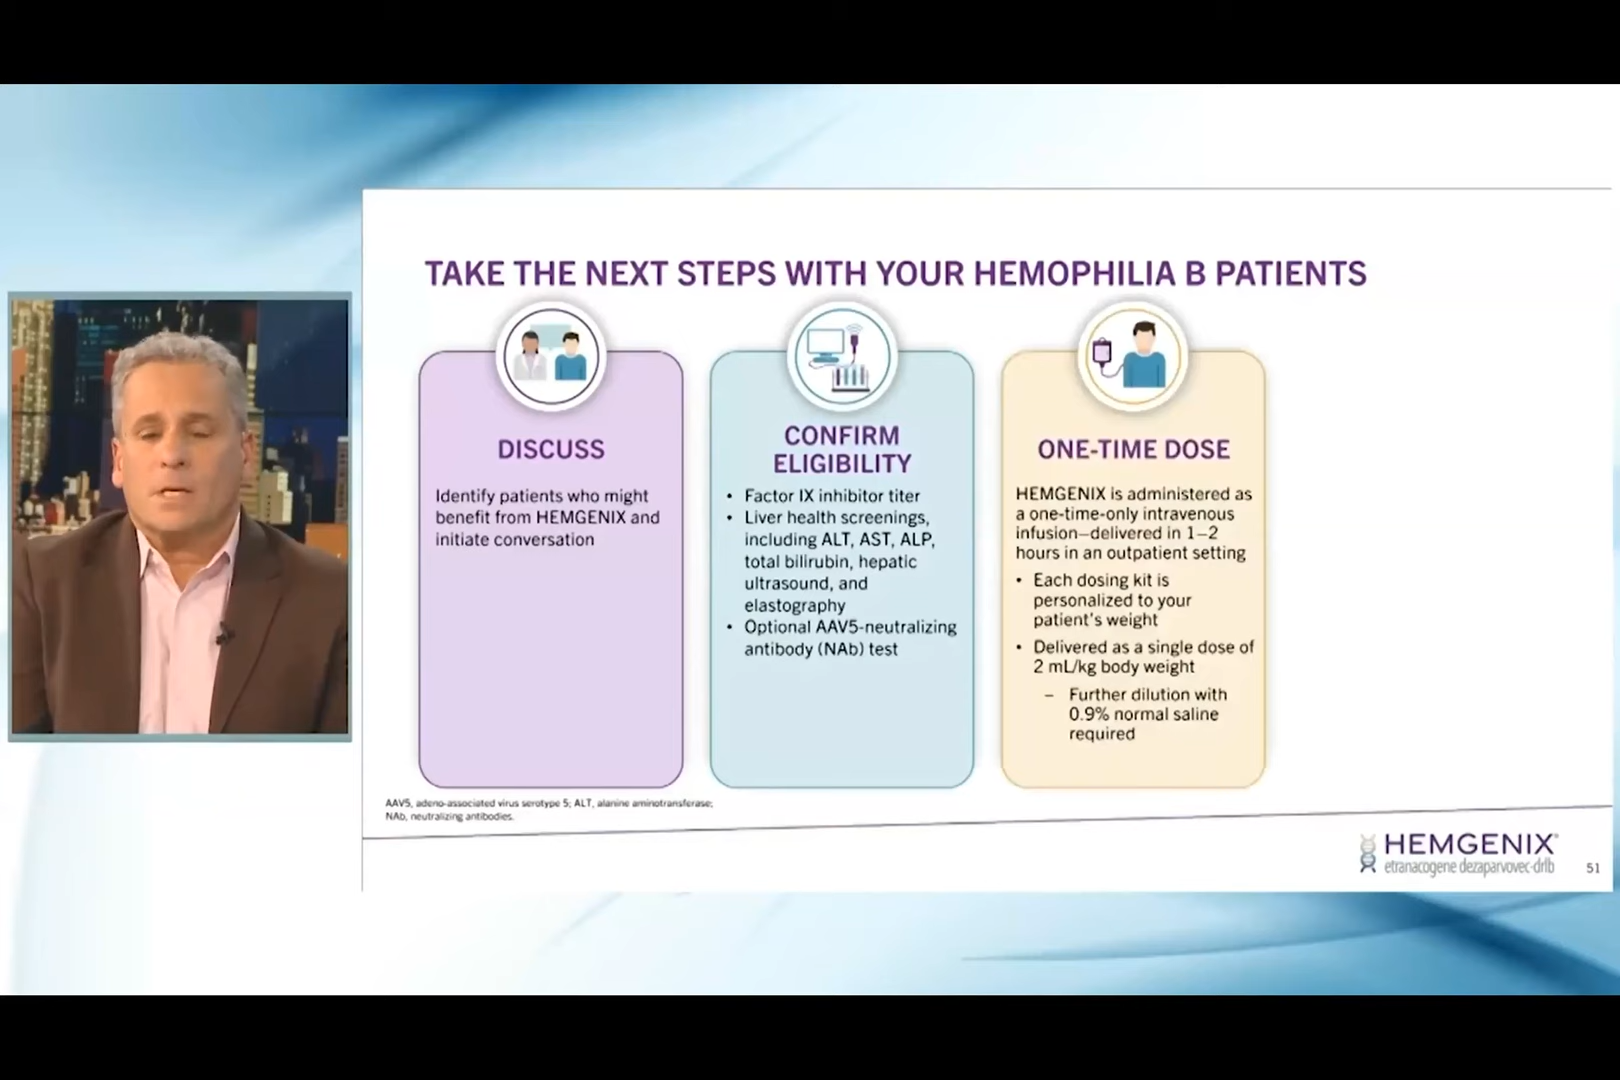 TAKE THE NEXT STEPS WITH YOUR HEMOPHILIA B PATIENTS
DISCUSS
Identify patients who might
benefit from HEMGENIX and
initiate conversation
CONFIRM
ELIGIBILITY
• Factor IX inhibitor titer
• Liver health screenings,
including ALT, AST, ALP,
total bilirubin, hepatic
ultrasound, and
elastography
• Optional AAV5-neutralizing
antibody (NAb) test
ONE-TIME DOSE
HEMGENIX is administered as
a one-time-only intravenous
infusion—delivered in 1–2
hours in an outpatient setting
• Each dosing kit is
personalized to your
patient's weight
• Delivered as a single dose of
2 mL/kg body weight
– Further dilution with
0.9% normal saline
required
AAV5, adeno-associated virus serotype 5; ALT, alanine aminotransferase;
NAb, neutralizing antibodies.
HEMGENIX®
etranacogene dezaparvovec-drlb
51